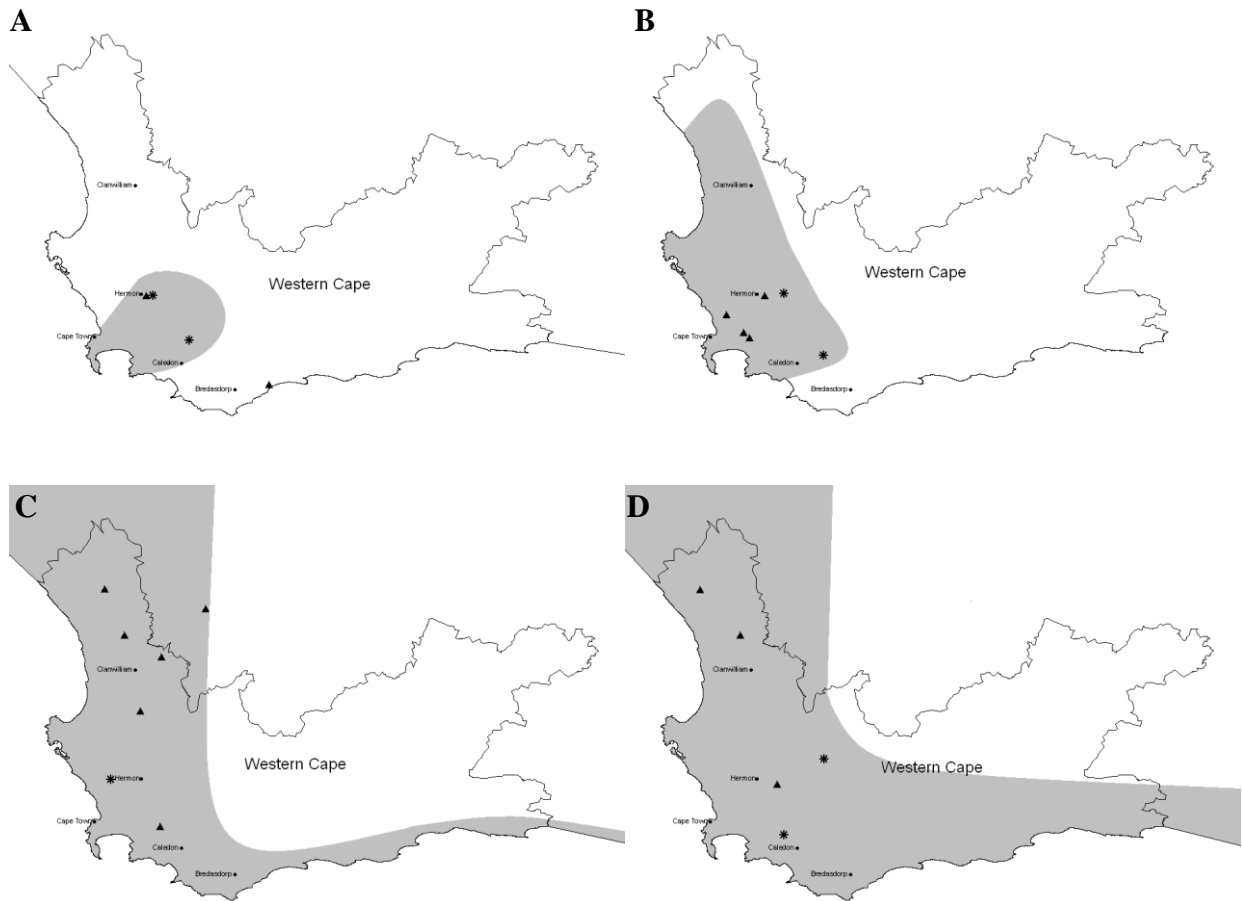 A
B
Clanwilliam
Clanwilliam
Western Cape
Western Cape
Hermon
Hermon
Cape Town
Cape Town
Caledon
Caledon
Bredasdorp
Bredasdorp
C
D
Clanwilliam
Clanwilliam
Western Cape
Western Cape
Hermon
Hermon
Cape Town
Cape Town
Caledon
Caledon
Bredasdorp
Bredasdorp